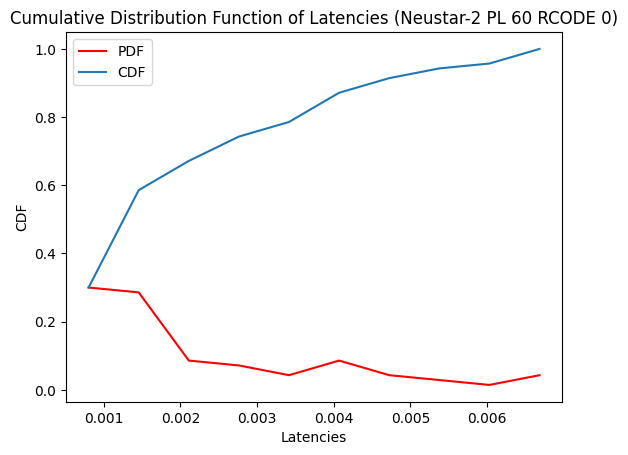 Cumulative Distribution Function of Latencies (Neustar-2 PL 60 RCODE 0)
PDF
CDF
1.0
0.8
0.6
0.4
0.2
0.0
CDF
0.001 0.002 0.003 0.004 0.005 0.006
Latencies